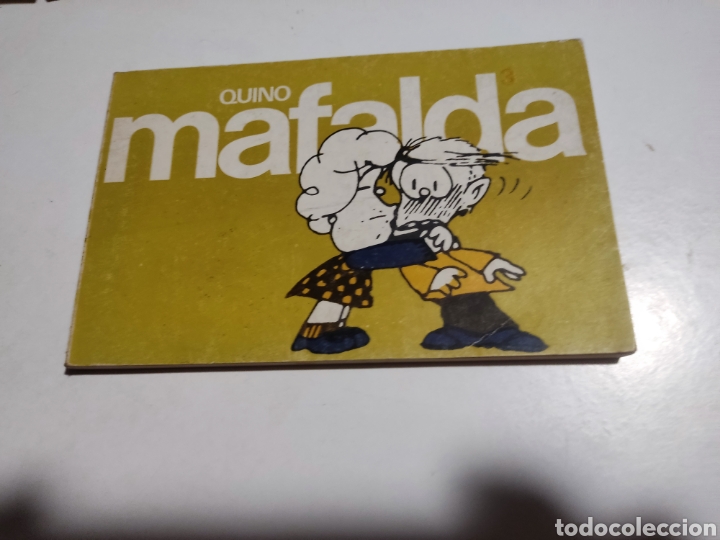 QUINO
mafalda
3
todocoleccion